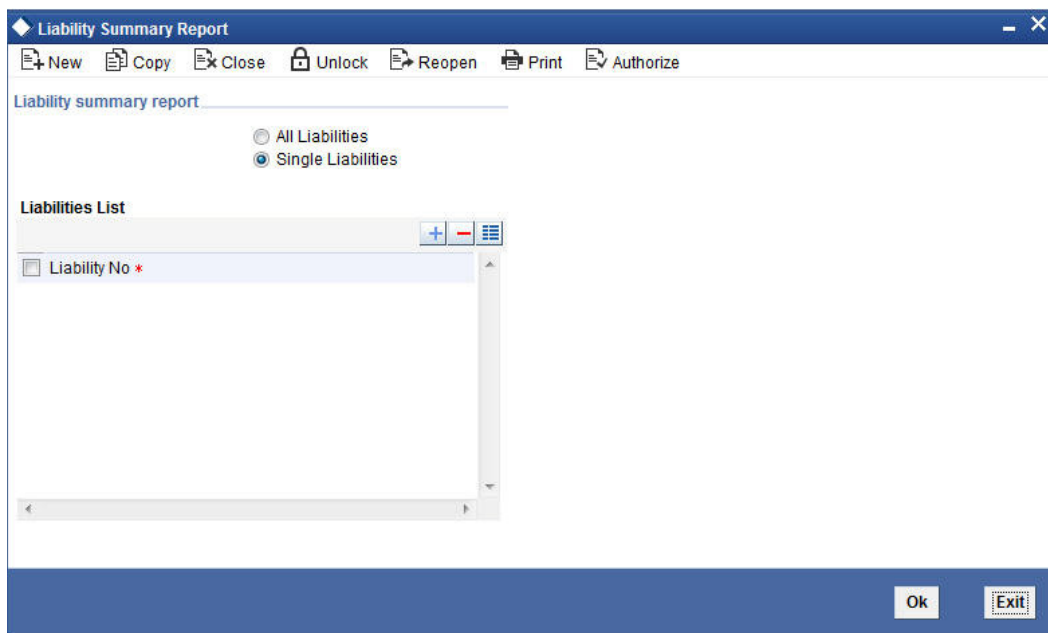 Liability Summary Report
New Copy Close Unlock Reopen Print Authorize
Liability summary report
All Liabilities
Single Liabilities
Liabilities List
Liability No *
Ok Exit